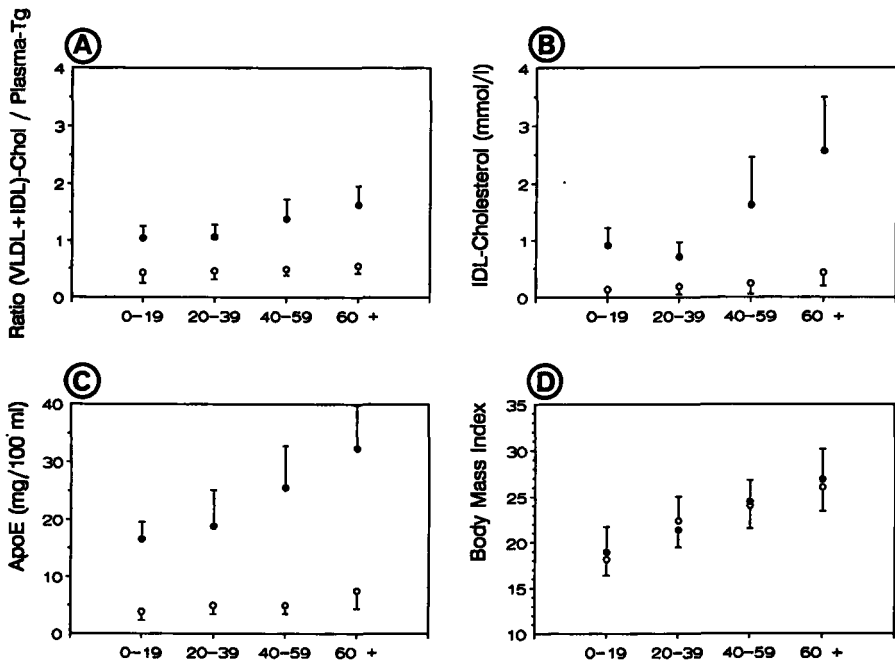 A
Ratio (VLDL+IDL)-Chol / Plasma-Tg
4
3
2
1
0
0-19 20-39 40-59 60 +
B
IDL-Cholesterol (mmol/l)
4
3
2
1
0
0-19 20-39 40-59 60 +
C
ApoE (mg/100 ml)
40
30
20
10
0
0-19 20-39 40-59 60 +
D
Body Mass Index
35
30
25
20
15
10
0-19 20-39 40-59 60 +